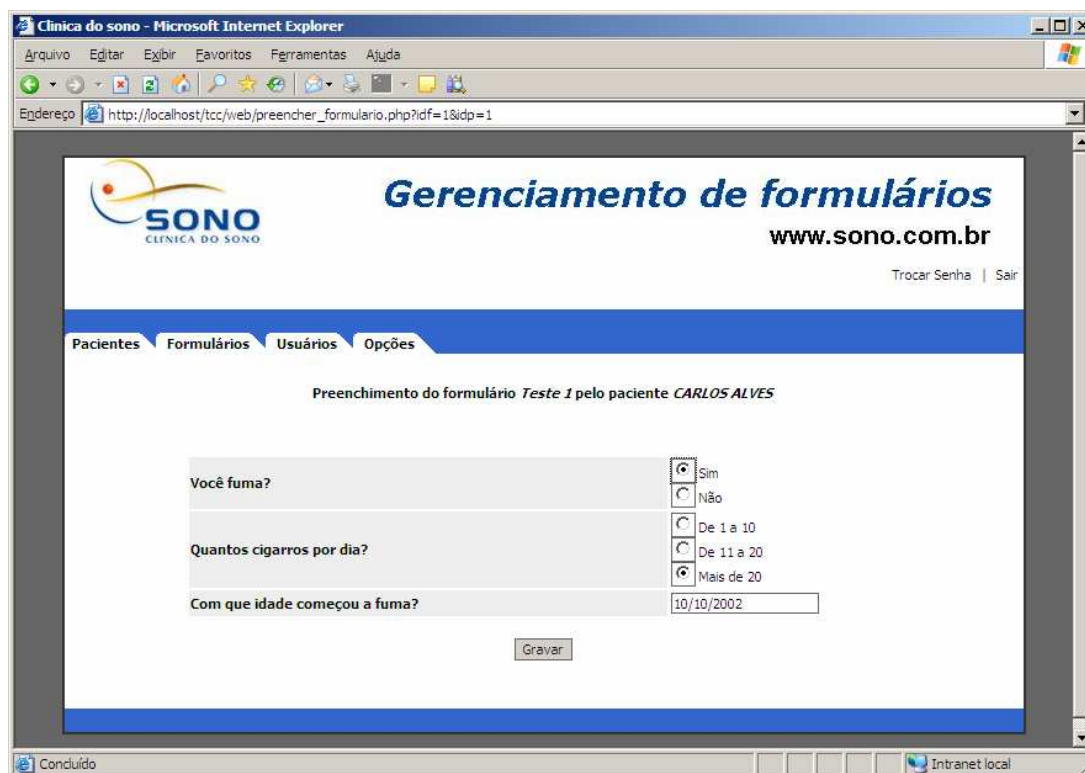 Clinica do sono - Microsoft Internet Explorer
Arquivo Editar Exibir Favoritos Ferramentas Ajuda
Endereço http://localhost/tcc/web/preencher_formulario.php?idf=1&idp=1
SONO
CLINICA DO SONO
Gerenciamento de formulários
www.sono.com.br
Trocar Senha | Sair
Pacientes Formulários Usuários Opções
Preenchimento do formulário Teste 1 pelo paciente CARLOS ALVES
Você fuma?
Sim
Não
Quantos cigarros por dia?
De 1 a 10
De 11 a 20
Mais de 20
Com que idade começou a fuma? 10/10/2002
Gravar
Concluído Intranet local